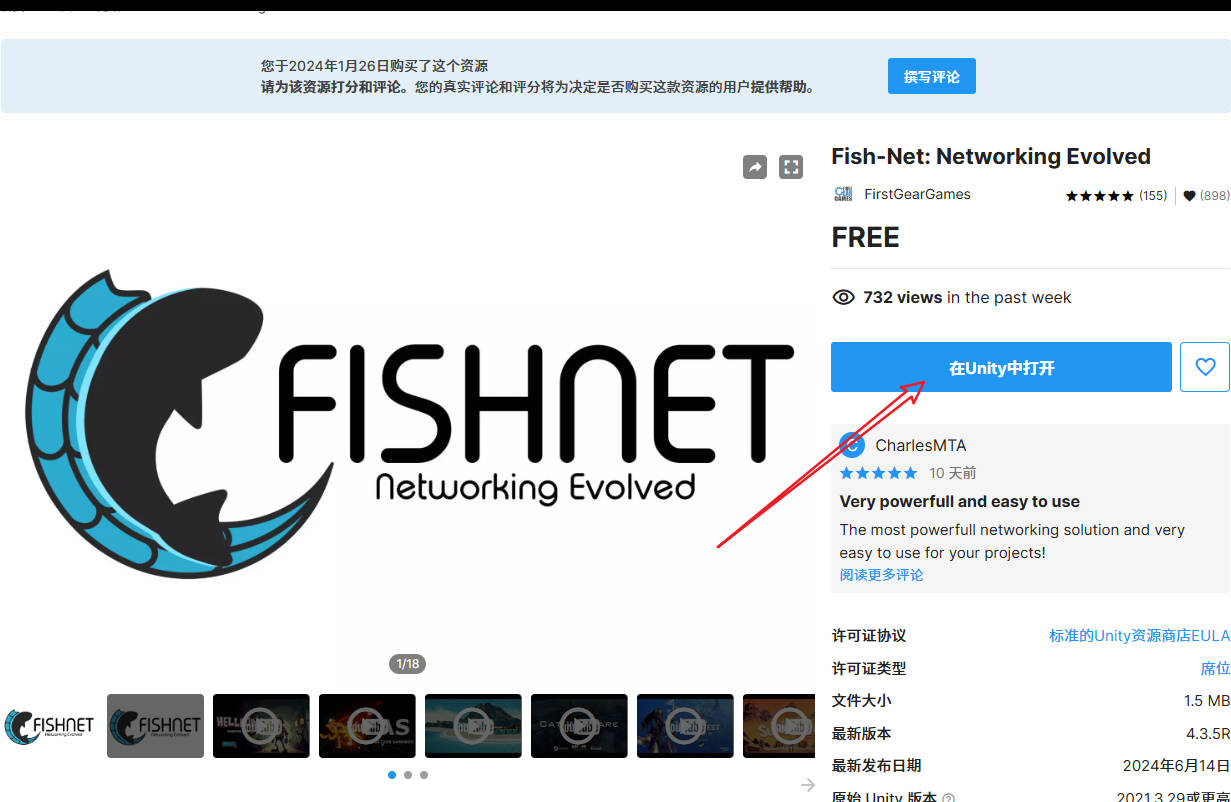 您于2024年1月26日购买了这个资源
请为该资源打分和评论。您的真实评论和评分将为决定是否购买这款资源的用户提供帮助。
撰写评论
Fish-Net: Networking Evolved
FirstGearGames
(155)
(898)
FREE
732 views in the past week
在Unity中打开
FISHNET
Networking Evolved
CharlesMTA
10 天前
Very powerfull and easy to use
The most powerfull networking solution and very
easy to use for your projects!
阅读更多评论
许可证协议
标准的Unity资源商店EULA
许可证类型
席位
文件大小
1.5 MB
最新版本
4.3.5R
最新发布日期
2024年6月14日
原始 Unity 版本
2021.3.29或更高
1/18
FISHNET
Networking Evolved
FISHNET
Networking Evolved